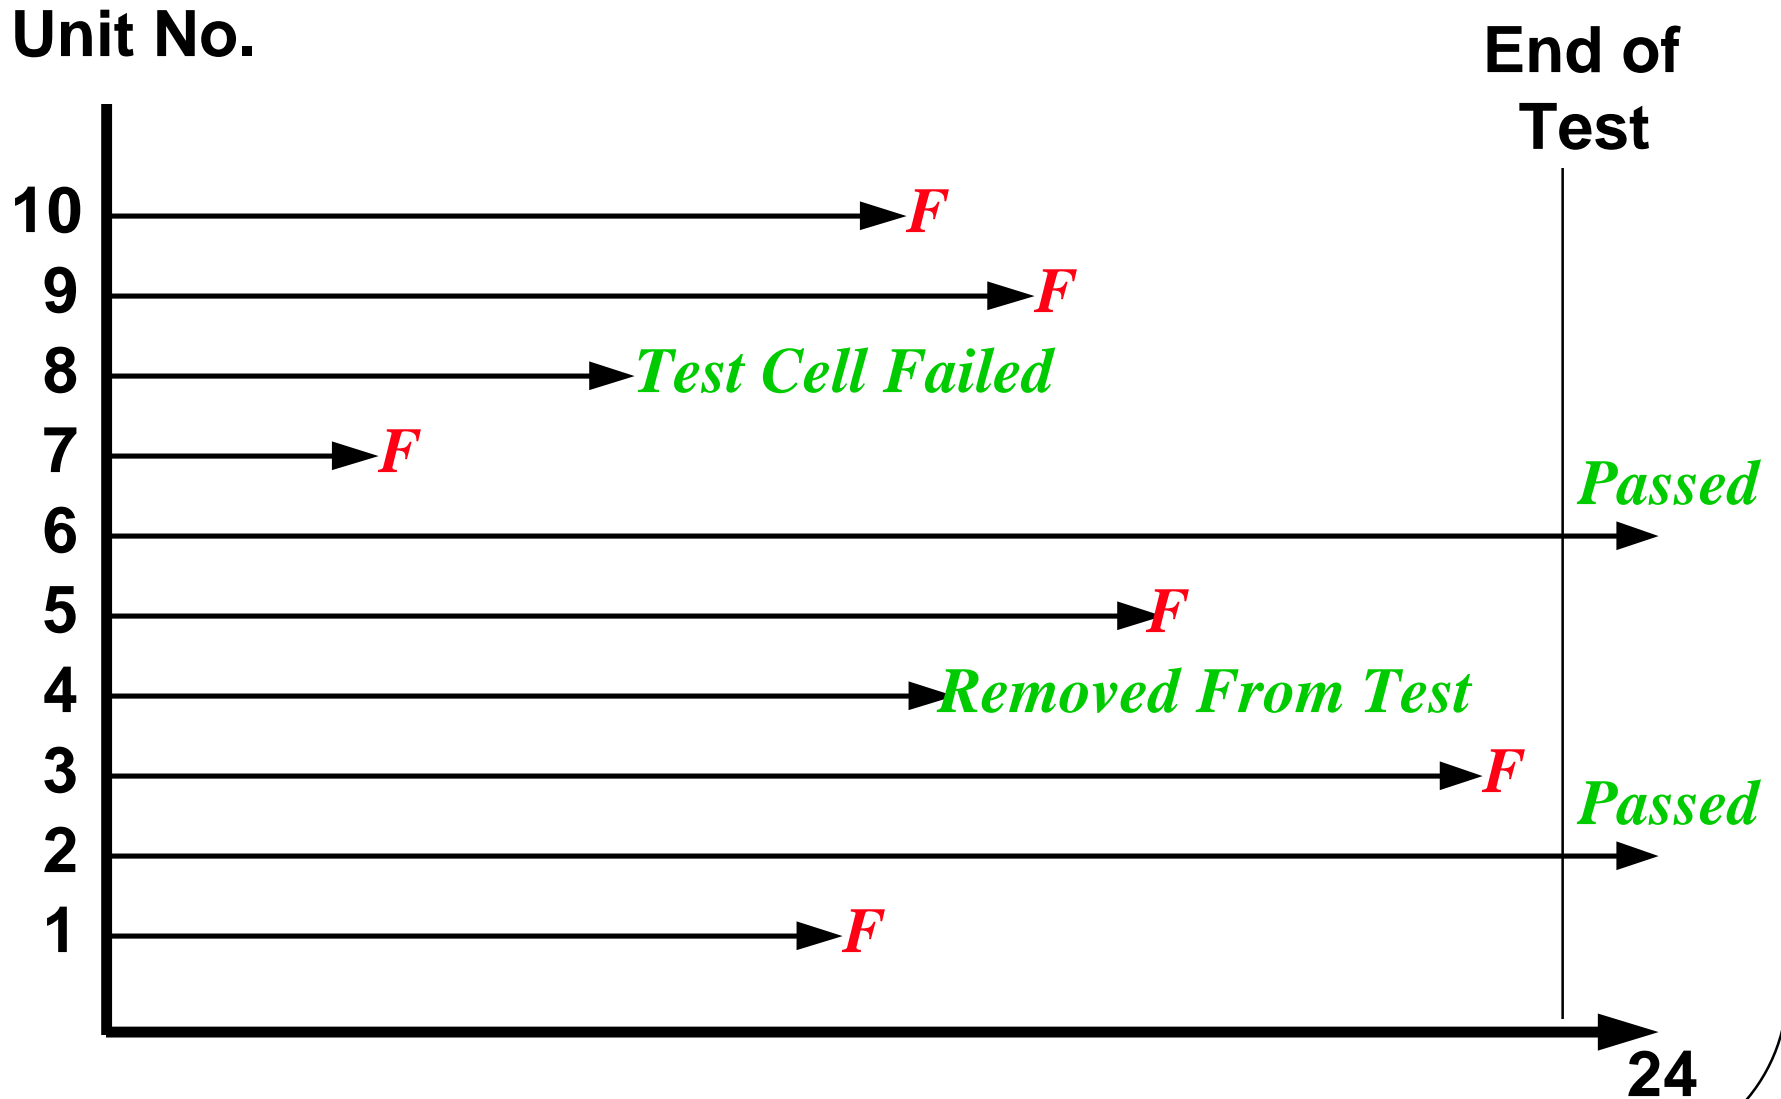 Unit No.
End of
Test
10 F
9 F
8 Test Cell Failed
7 F
Passed
6
5 F
4 Removed From Test
3 F
Passed
2
1 F
24